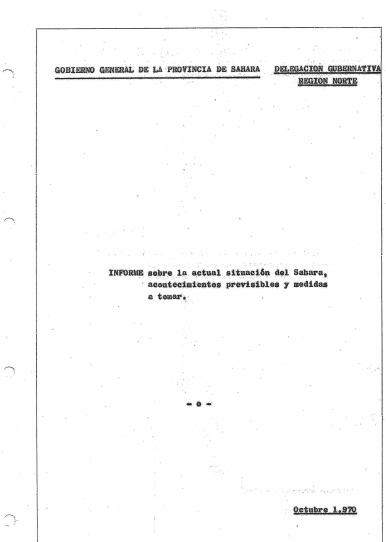 GOBIERNO GENERAL DE LA PROVINCIA DE SAHARA
DELEGACION GUBERNATIVA
REGION NORTE
INFORME sobre la actual situación del Sahara,
acontecimientos previsibles y medidas
a tomar.
- o -
Octubre 1.970